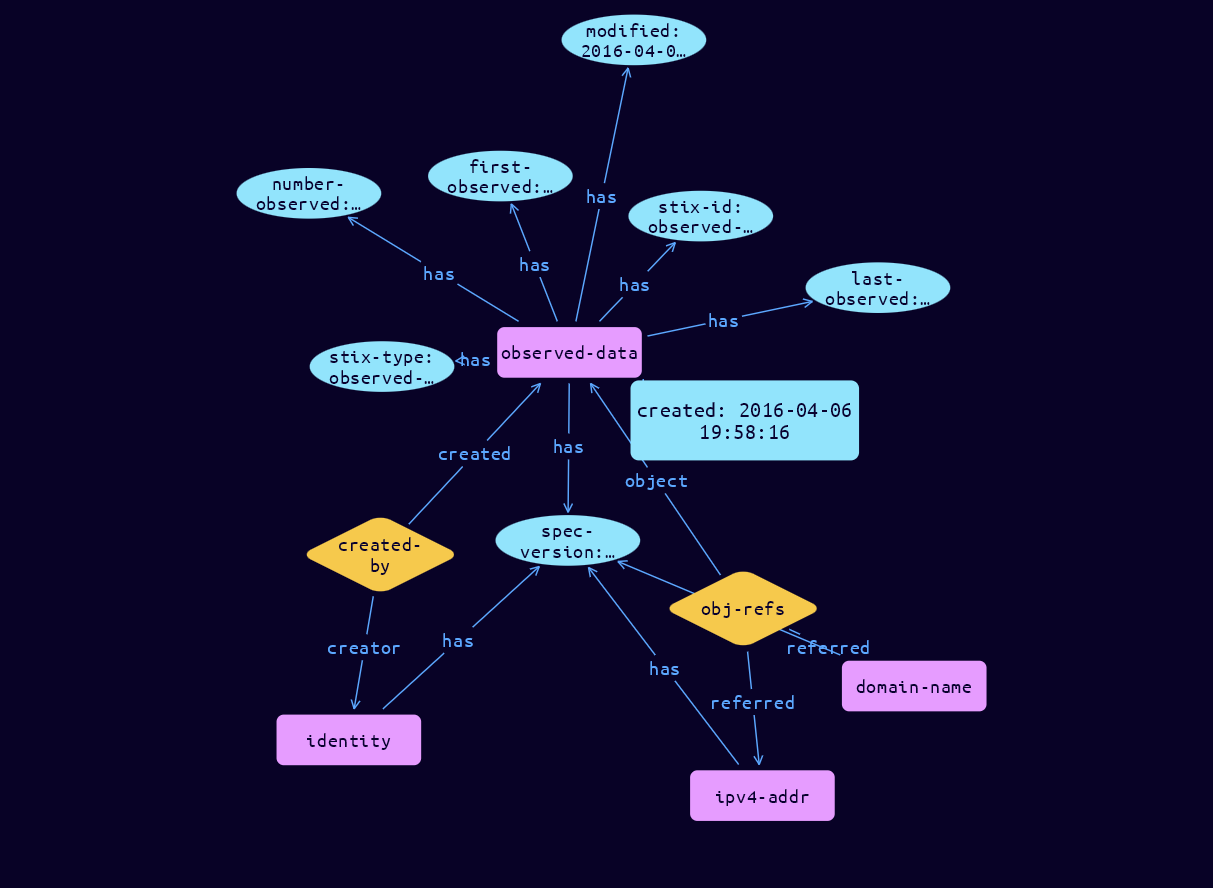 modified:
2016-04-0…
first-
observed:…
number-
observed:…
has
stix-id:
observed-…
has
has
last-
observed:…
has
has
observed-data
stix-type:
observed-…
has
created: 2016-04-06
19:58:16
has
created
object
spec-
version:…
created-
by
obj-refs
creator
has
referred
has
domain-name
referred
identity
ipv4-addr